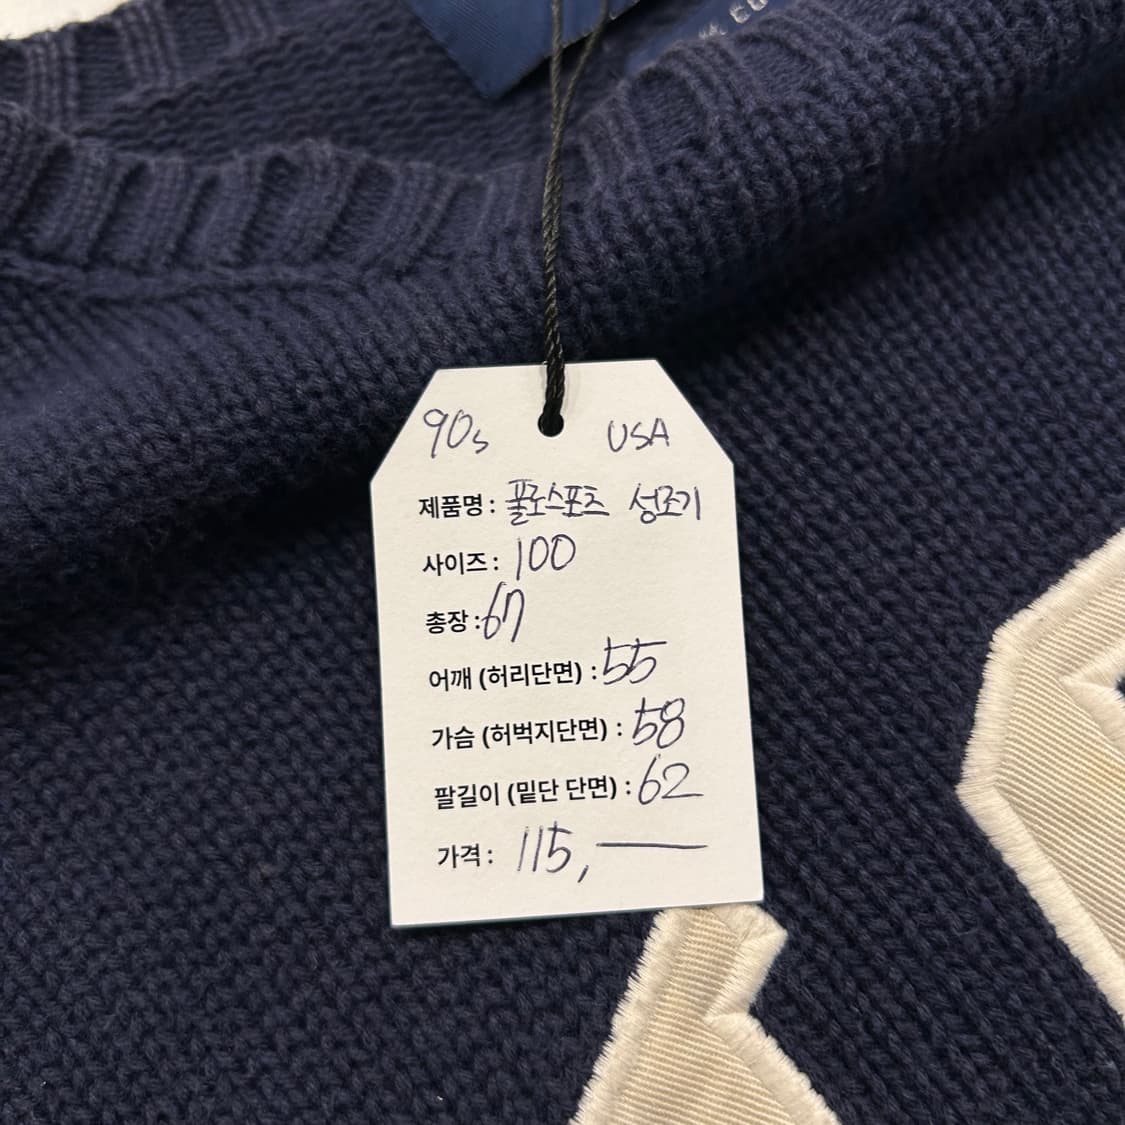 90s USA
제품명 : 폴로스포츠 성조기
사이즈 : 100
총장 : 67
어깨 (허리단면) : 55
가슴 (허벅지단면) : 58
팔길이 (밑단 단면) : 62
가격 : 115,—